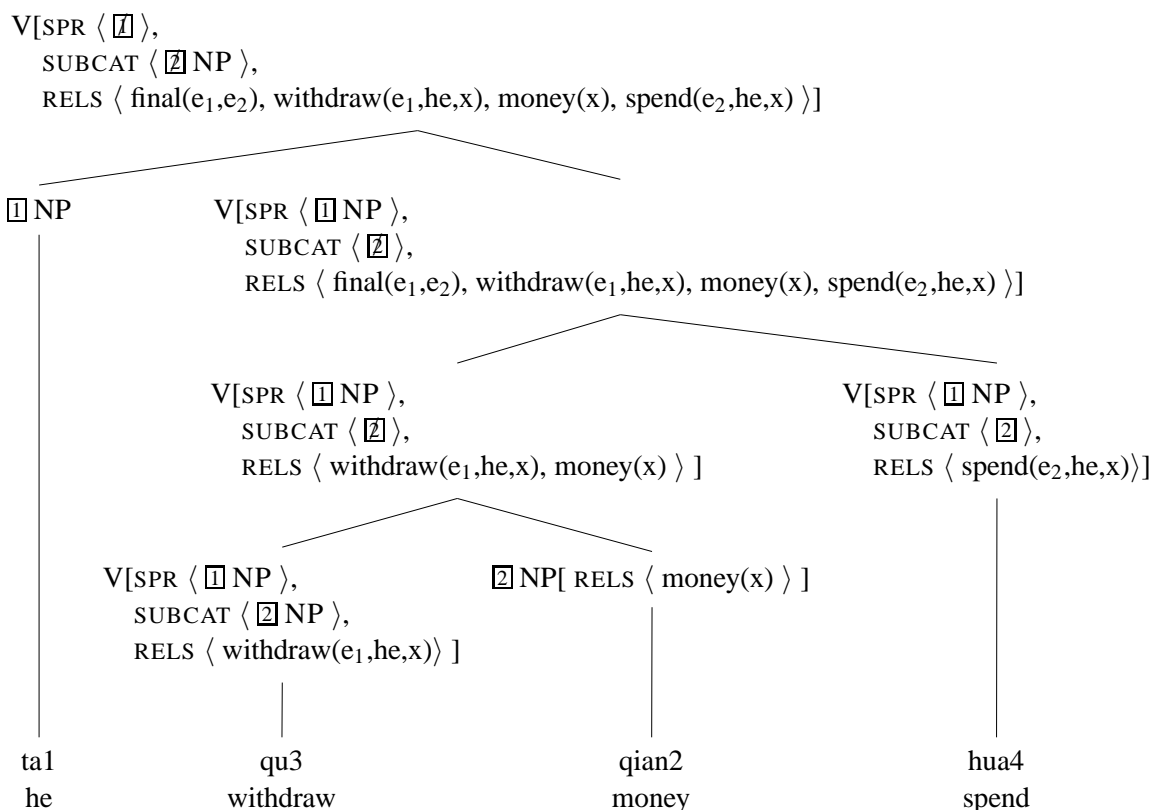 V[SPR ⟨ 1̸ ⟩,
SUBCAT ⟨ 2̸ NP ⟩,
RELS ⟨ final(e₁,e₂), withdraw(e₁,he,x), money(x), spend(e₂,he,x) ⟩]
1 NP
V[SPR ⟨ 1 NP ⟩,
SUBCAT ⟨ 2̸ ⟩,
RELS ⟨ final(e₁,e₂), withdraw(e₁,he,x), money(x), spend(e₂,he,x) ⟩]
V[SPR ⟨ 1 NP ⟩,
SUBCAT ⟨ 2̸ ⟩,
RELS ⟨ withdraw(e₁,he,x), money(x) ⟩ ]
V[SPR ⟨ 1 NP ⟩,
SUBCAT ⟨ 2 ⟩,
RELS ⟨ spend(e₂,he,x)⟩]
V[SPR ⟨ 1 NP ⟩,
SUBCAT ⟨ 2 NP ⟩,
RELS ⟨ withdraw(e₁,he,x)⟩ ]
2 NP[ RELS ⟨ money(x) ⟩ ]
ta1 qu3 qian2 hua4
he withdraw money spend